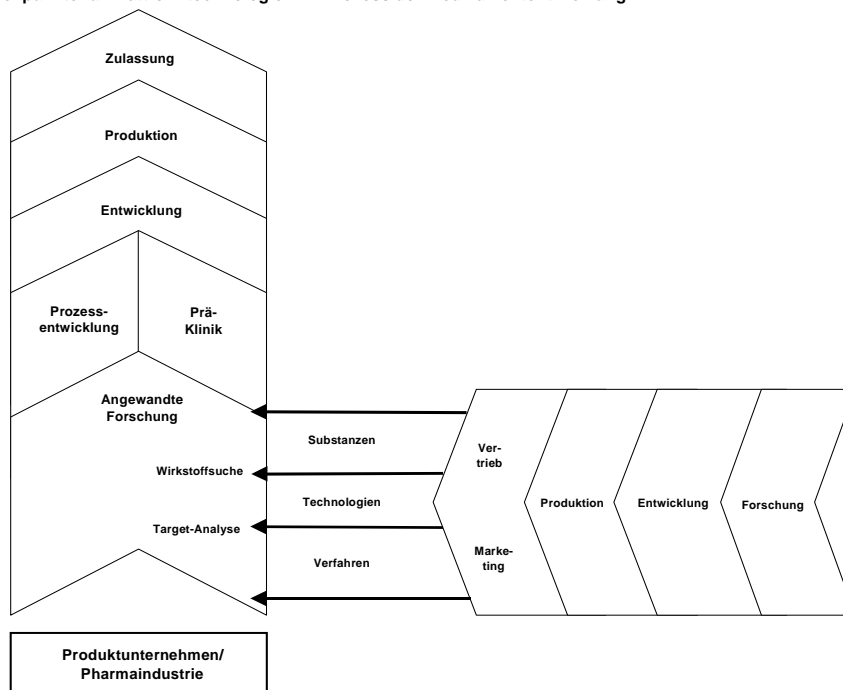 Zulassung
Produktion
Entwicklung
Prozess-
entwicklung
Prä-
Klinik
Angewandte
Forschung
Substanzen
Wirkstoffsuche
Technologien
Target-Analyse
Verfahren
Ver-
trieb
Marke-
ting
Produktion
Entwicklung
Forschung
Produktunternehmen/
Pharmaindustrie